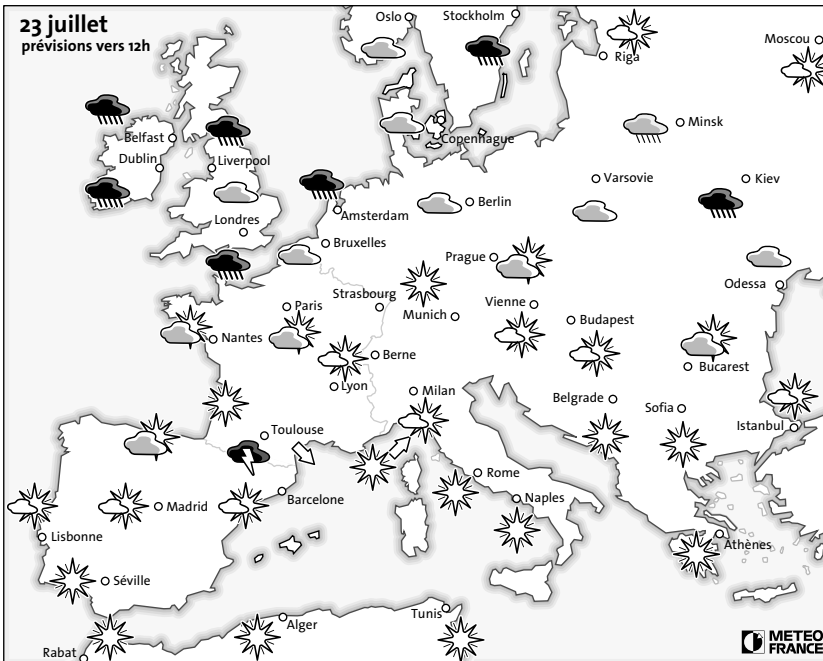 23 juillet
prévisions vers 12h
Oslo
Stockholm
Riga
Moscou
Belfast
Dublin
Liverpool
Copenhague
Minsk
Londres
Amsterdam
Berlin
Varsovie
Kiev
Bruxelles
Prague
Odessa
Paris
Strasbourg
Munich
Vienne
Budapest
Nantes
Berne
Bucarest
Lyon
Milan
Belgrade
Sofia
Istanbul
Toulouse
Rome
Barcelone
Madrid
Naples
Lisbonne
Athènes
Séville
Alger
Tunis
Rabat
METEO
FRANCE